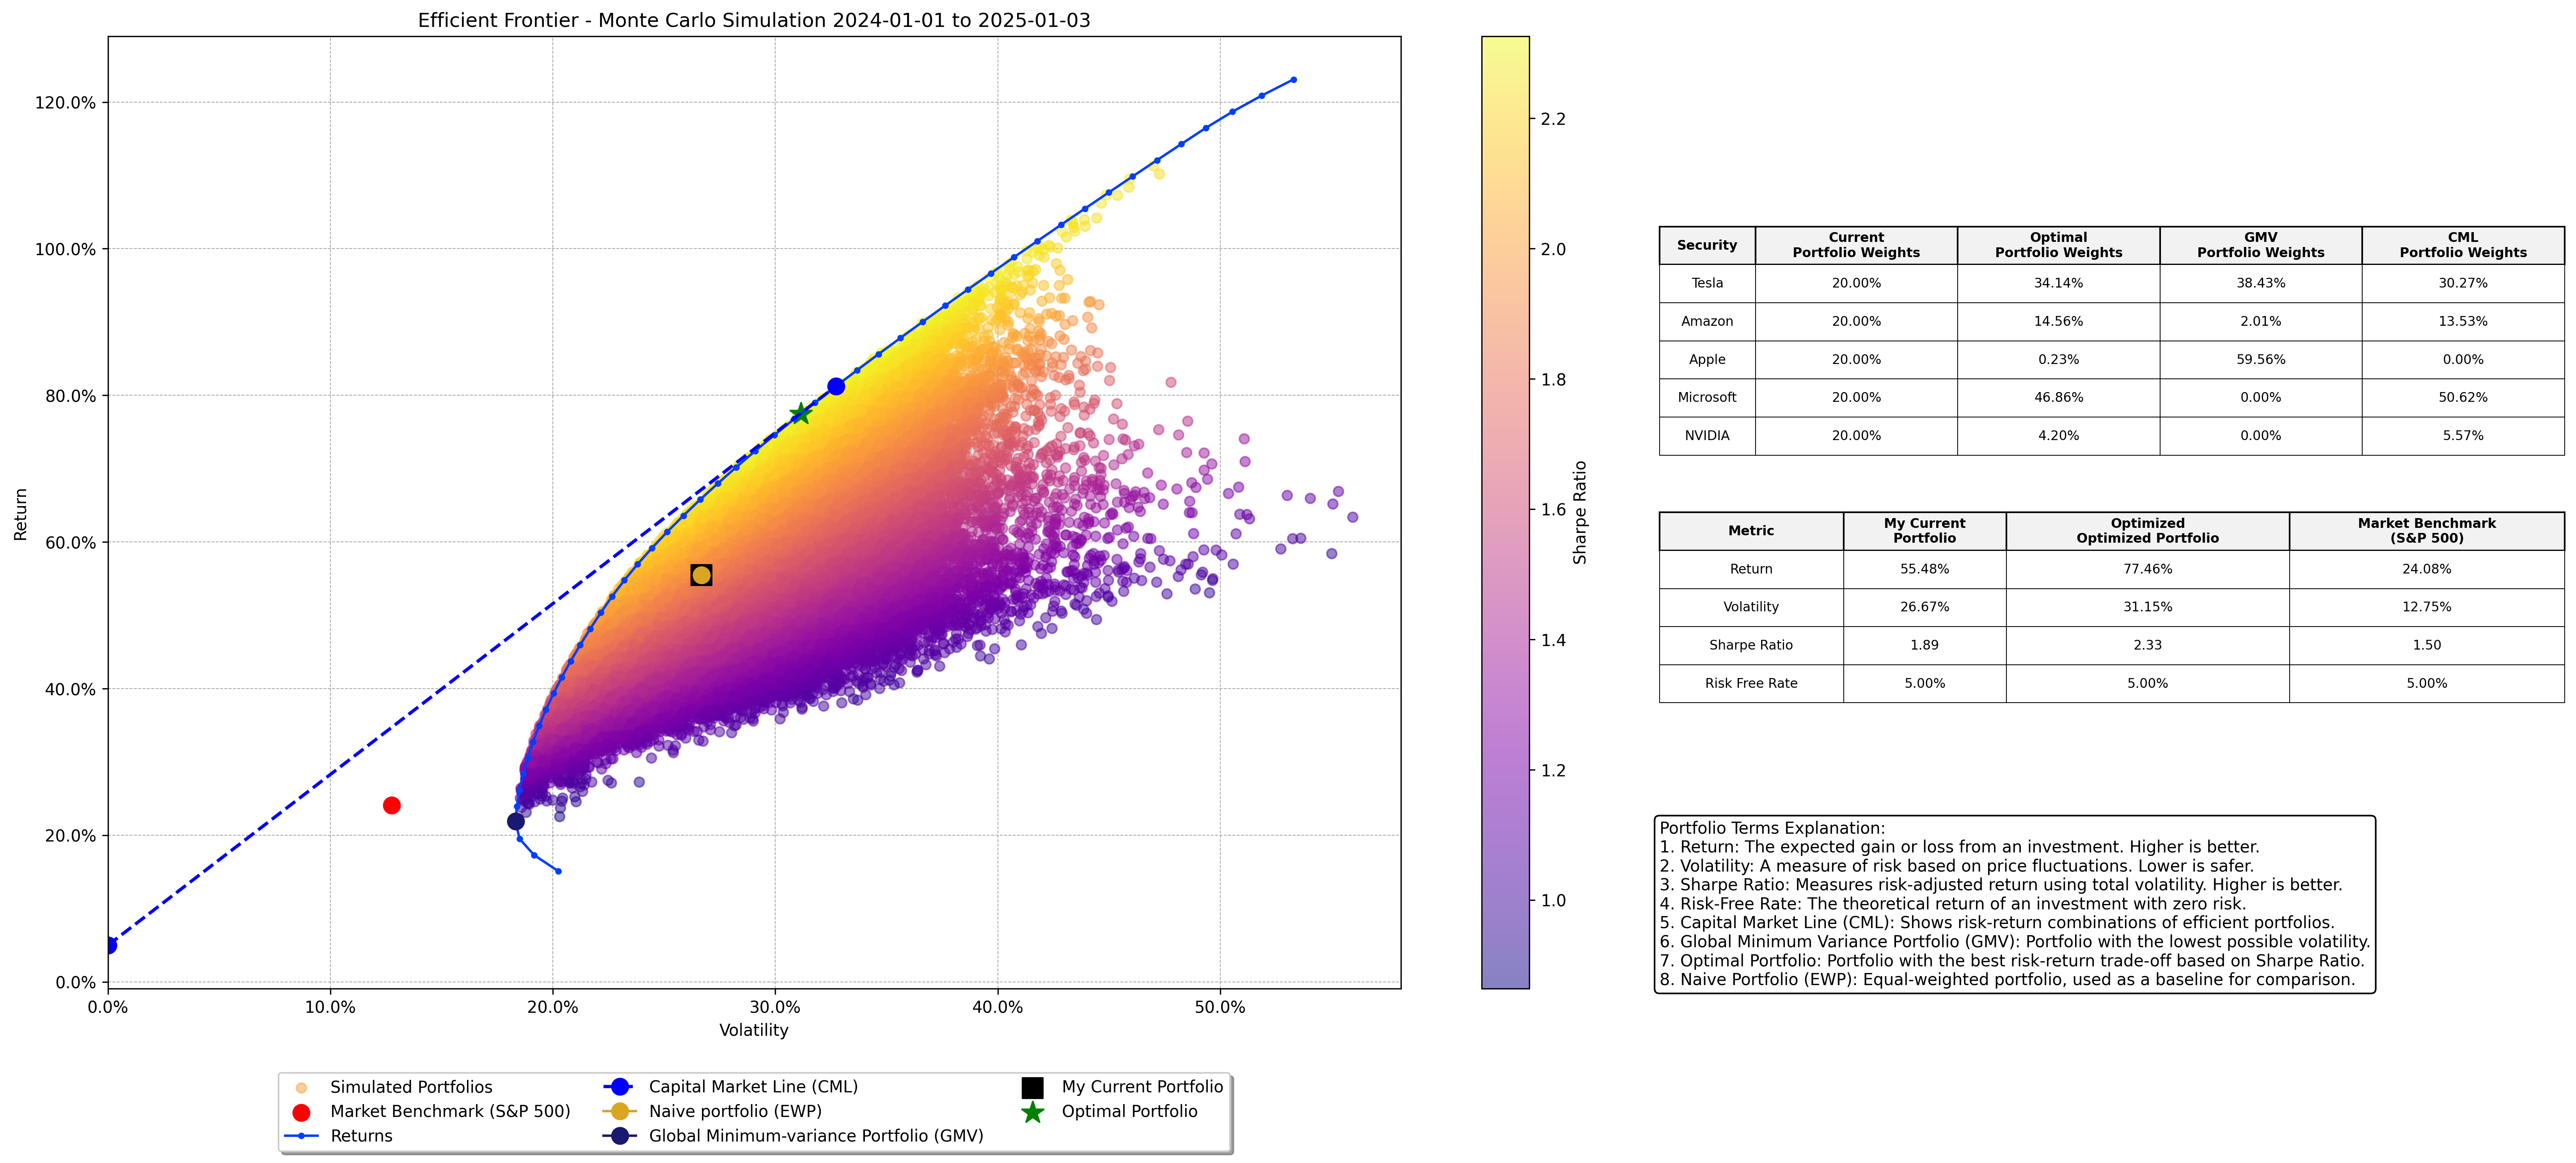 Efficient Frontier - Monte Carlo Simulation 2024-01-01 to 2025-01-03
120.0%
100.0%
80.0%
60.0%
40.0%
20.0%
0.0%
Return
0.0% 10.0% 20.0% 30.0% 40.0% 50.0%
Volatility
Simulated Portfolios
Market Benchmark (S&P 500)
Returns
Capital Market Line (CML)
Naive portfolio (EWP)
Global Minimum-variance Portfolio (GMV)
My Current Portfolio
Optimal Portfolio
2.2
2.0
1.8
1.6
1.4
1.2
1.0
Sharpe Ratio
Security Current Portfolio Weights Optimal Portfolio Weights GMV Portfolio Weights CML Portfolio Weights
Tesla 20.00% 34.14% 38.43% 30.27%
Amazon 20.00% 14.56% 2.01% 13.53%
Apple 20.00% 0.23% 59.56% 0.00%
Microsoft 20.00% 46.86% 0.00% 50.62%
NVIDIA 20.00% 4.20% 0.00% 5.57%
Metric My Current Portfolio Optimized Optimized Portfolio Market Benchmark (S&P 500)
Return 55.48% 77.46% 24.08%
Volatility 26.67% 31.15% 12.75%
Sharpe Ratio 1.89 2.33 1.50
Risk Free Rate 5.00% 5.00% 5.00%
Portfolio Terms Explanation:
1. Return: The expected gain or loss from an investment. Higher is better.
2. Volatility: A measure of risk based on price fluctuations. Lower is safer.
3. Sharpe Ratio: Measures risk-adjusted return using total volatility. Higher is better.
4. Risk-Free Rate: The theoretical return of an investment with zero risk.
5. Capital Market Line (CML): Shows risk-return combinations of efficient portfolios.
6. Global Minimum Variance Portfolio (GMV): Portfolio with the lowest possible volatility.
7. Optimal Portfolio: Portfolio with the best risk-return trade-off based on Sharpe Ratio.
8. Naive Portfolio (EWP): Equal-weighted portfolio, used as a baseline for comparison.